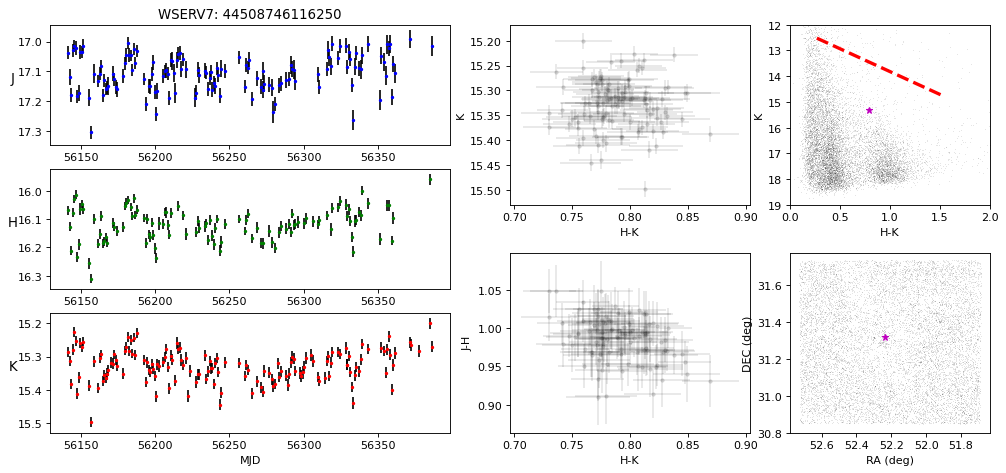 WSERV7: 44508746116250
J
17.0
17.1
17.2
17.3
56150 56200 56250 56300 56350
H
16.0
16.1
16.2
16.3
K
15.2
15.3
15.4
15.5
56150 56200 56250 56300 56350
MJD
K
15.20
15.25
15.30
15.35
15.40
15.45
15.50
0.70 0.75 0.80 0.85 0.90
H-K
J-H
1.05
1.00
0.95
0.90
0.70 0.75 0.80 0.85 0.90
H-K
K
12
13
14
15
16
17
18
19
0.0 0.5 1.0 1.5 2.0
H-K
DEC (deg)
31.6
31.4
31.2
31.0
30.8
52.6 52.4 52.2 52.0 51.8
RA (deg)